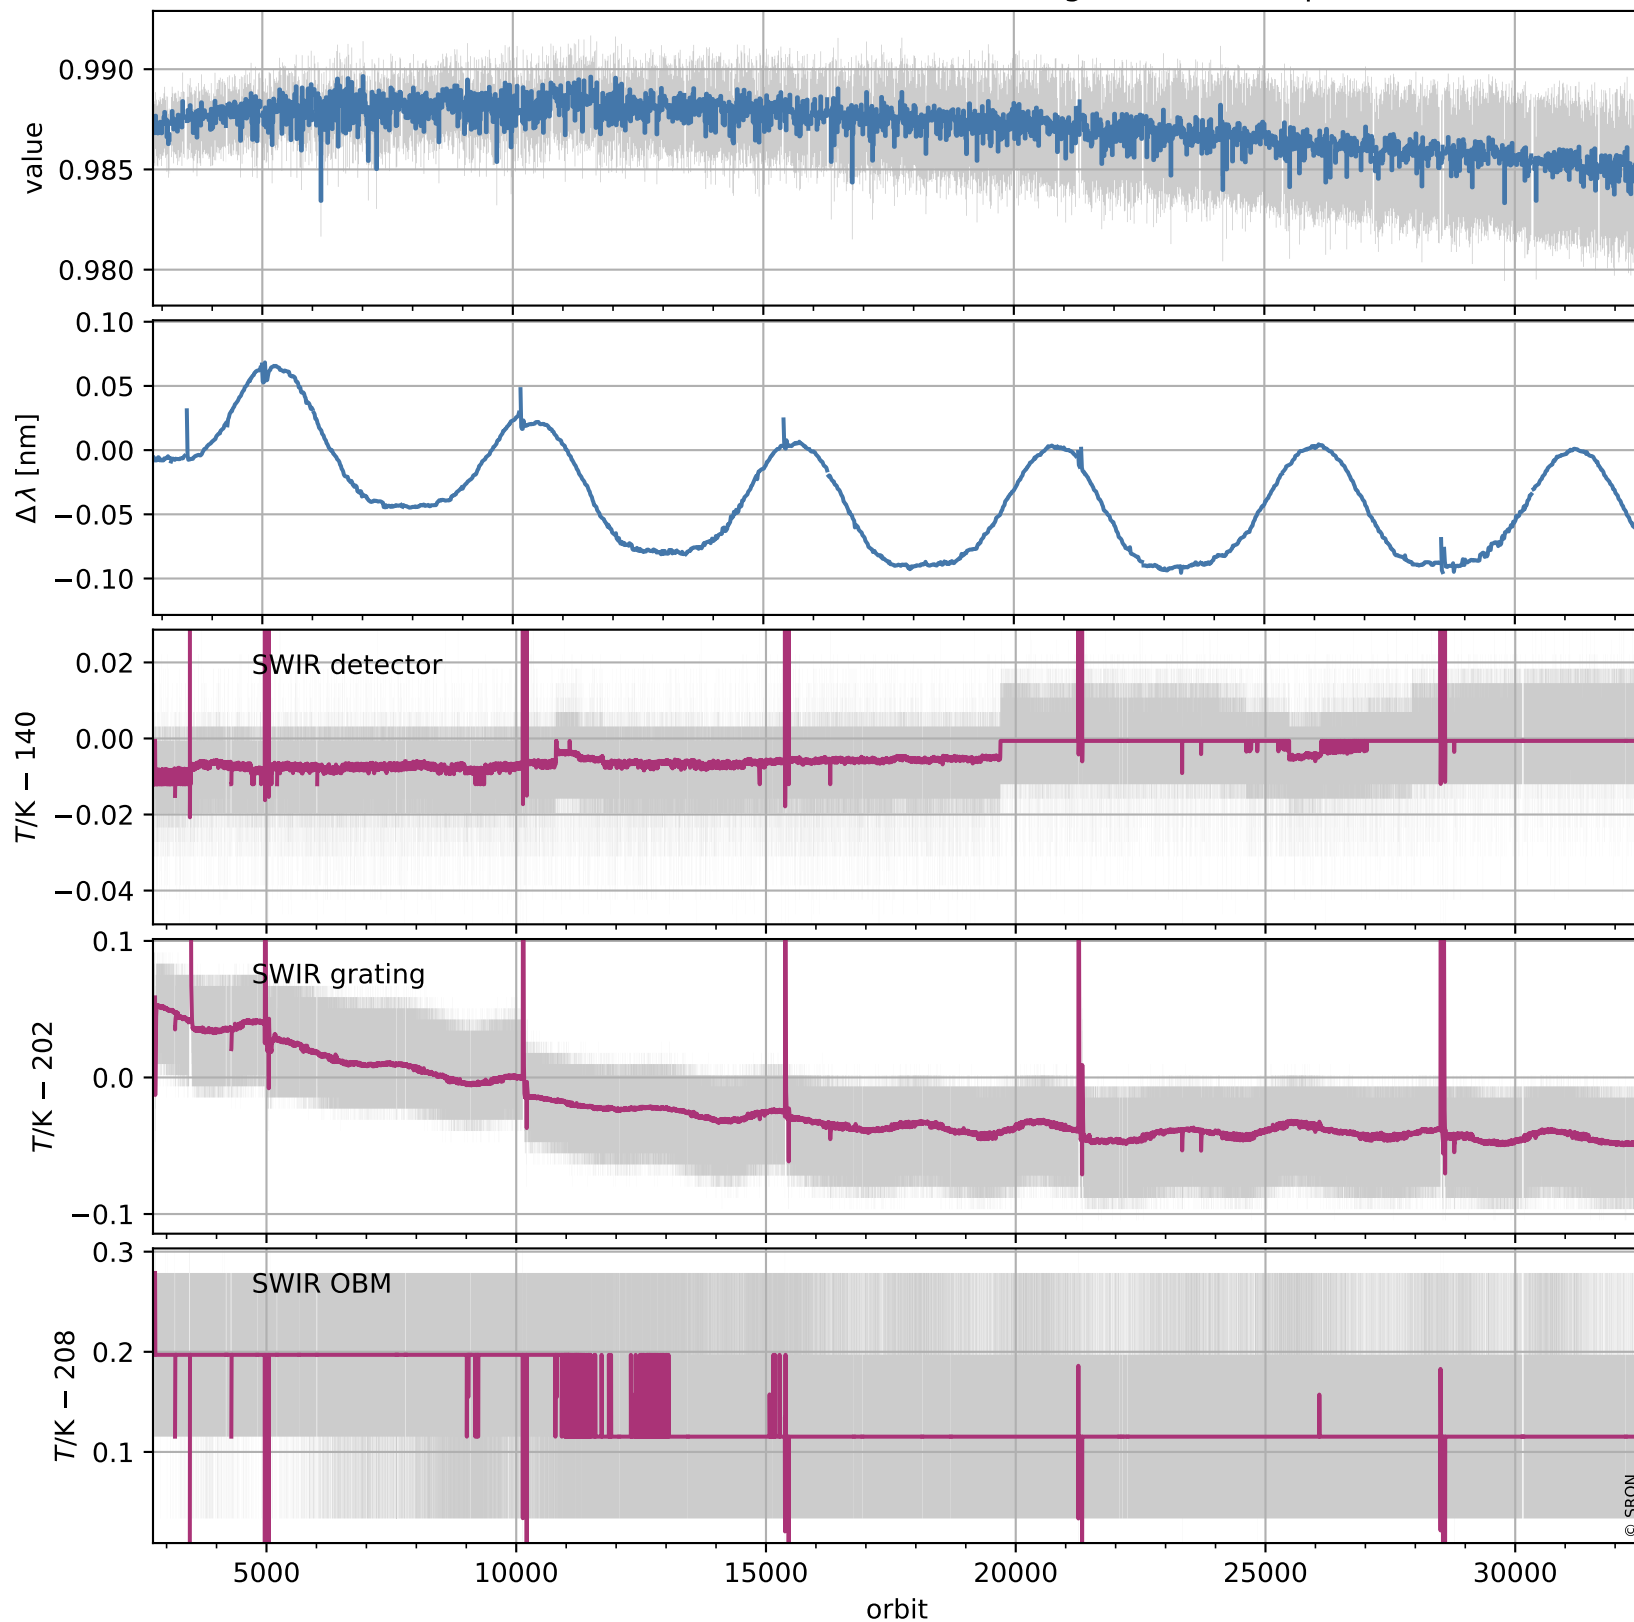 0.990
0.985
0.980
value
0.10
0.05
0.00
−0.05
−0.10
Δλ [nm]
SWIR detector
0.02
0.00
−0.02
−0.04
T/K − 140
SWIR grating
0.1
0.0
−0.1
T/K − 202
SWIR OBM
0.3
0.2
0.1
T/K − 208
5000 10000 15000 20000 25000 30000
orbit
© SRON